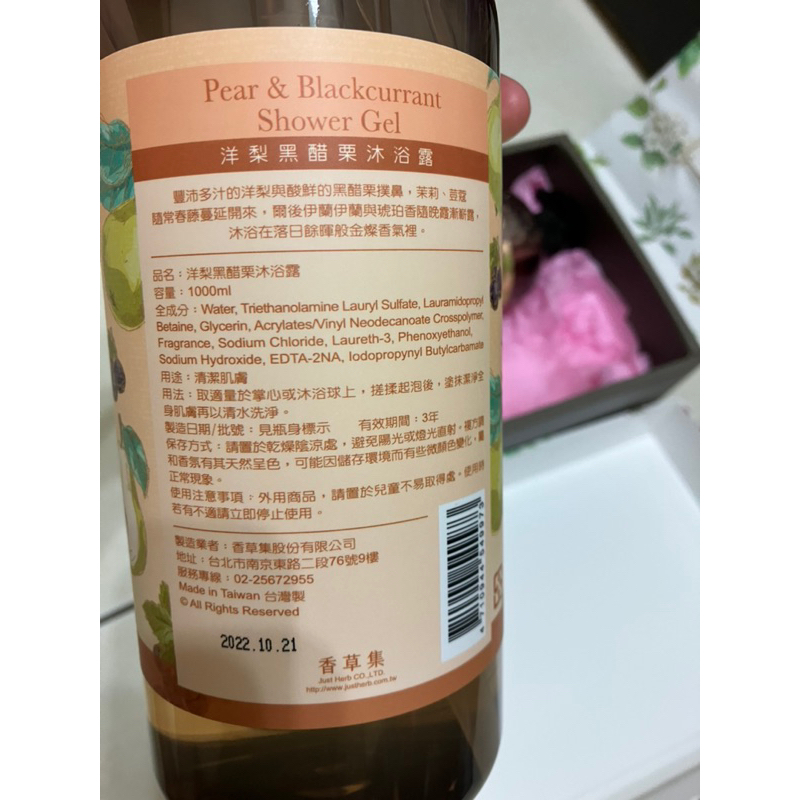 Pear & Blackcurrant
Shower Gel
洋梨黑醋栗沐浴露
豐沛多汁的洋梨與酸鮮的黑醋栗撲鼻，茉莉、荳蔻
隨常春藤蔓延開來，爾後伊蘭伊蘭與琥珀香隨晚霞漸嶄露，
沐浴在落日餘暉般金燦香氣裡。
品名：洋梨黑醋栗沐浴露
容量：1000ml
全成分：Water, Triethanolamine Lauryl Sulfate, Lauramidopropyl
Betaine, Glycerin, Acrylates/Vinyl Neodecanoate Crosspolymer,
Fragrance, Sodium Chloride, Laureth-3, Phenoxyethanol,
Sodium Hydroxide, EDTA-2NA, Iodopropynyl Butylcarbamate
用途：清潔肌膚
用法：取適量於掌心或沐浴球上，搓揉起泡後，塗抹潔淨全
身肌膚再以清水洗淨。
製造日期/批號：見瓶身標示 有效期間：3年
保存方式：請置於乾燥陰涼處，避免陽光或燈光直射。複方調
和香氛有其天然呈色，可能因儲存環境而有些微顏色變化，屬
正常現象。
使用注意事項：外用商品，請置於兒童不易取得處。使用時
若有不適請立即停止使用。
製造業者：香草集股份有限公司
地址：台北市南京東路二段76號9樓
服務專線：02-25672955
Made in Taiwan 台灣製
© All Rights Reserved
2022.10.21
香草集
Just Herb CO.,LTD.
http://www.justherb.com.tw